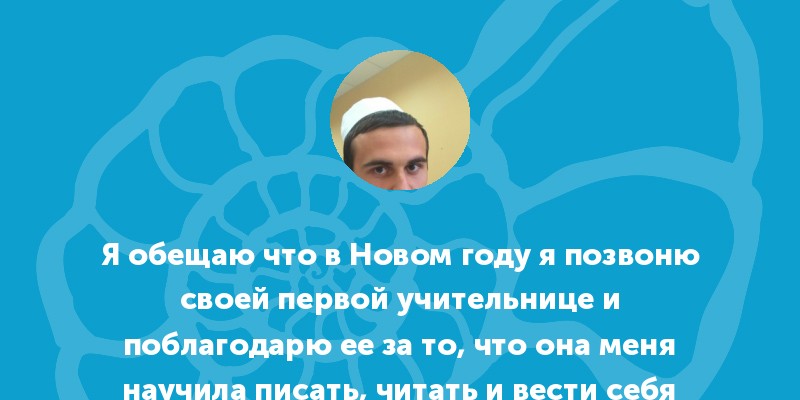 Я обещаю что в Новом году я позвоню
своей первой учительнице и
поблагодарю ее за то, что она меня
научила писать, читать и вести себя